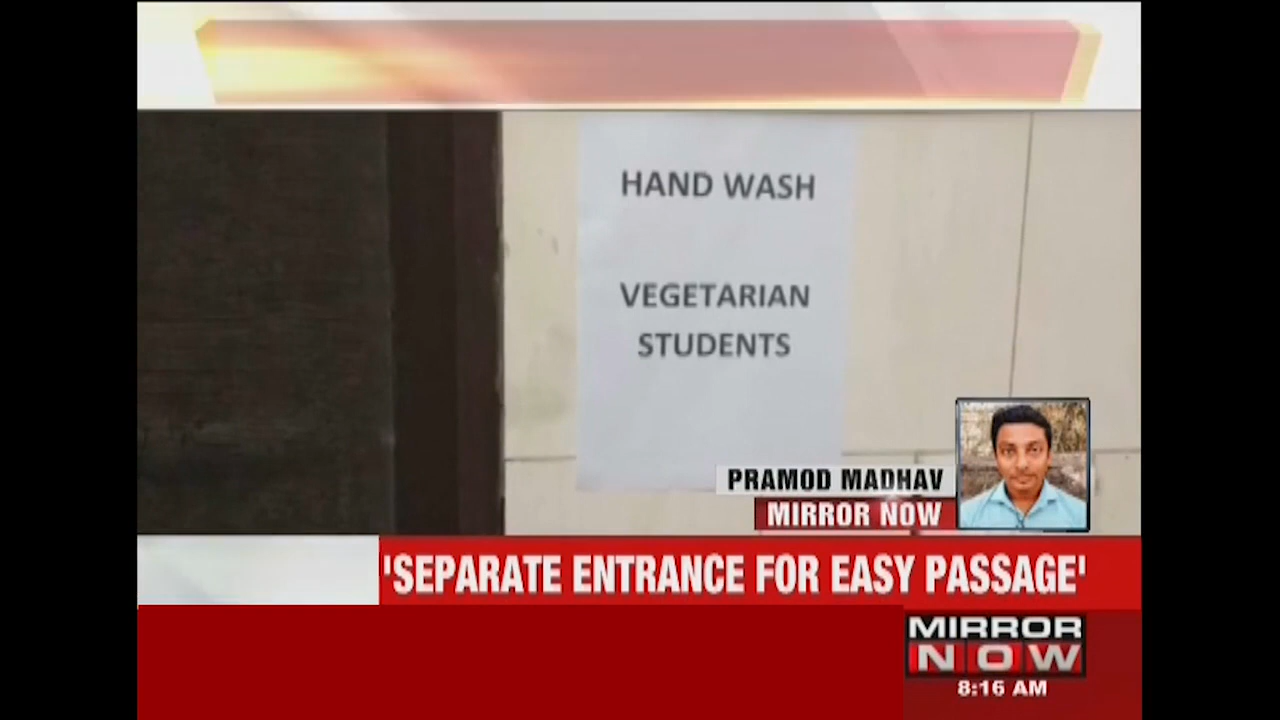 HAND WASH
VEGETARIAN
STUDENTS
PRAMOD MADHAV
MIRROR NOW
'SEPARATE ENTRANCE FOR EASY PASSAGE'
MIRROR
NOW
8:16 AM